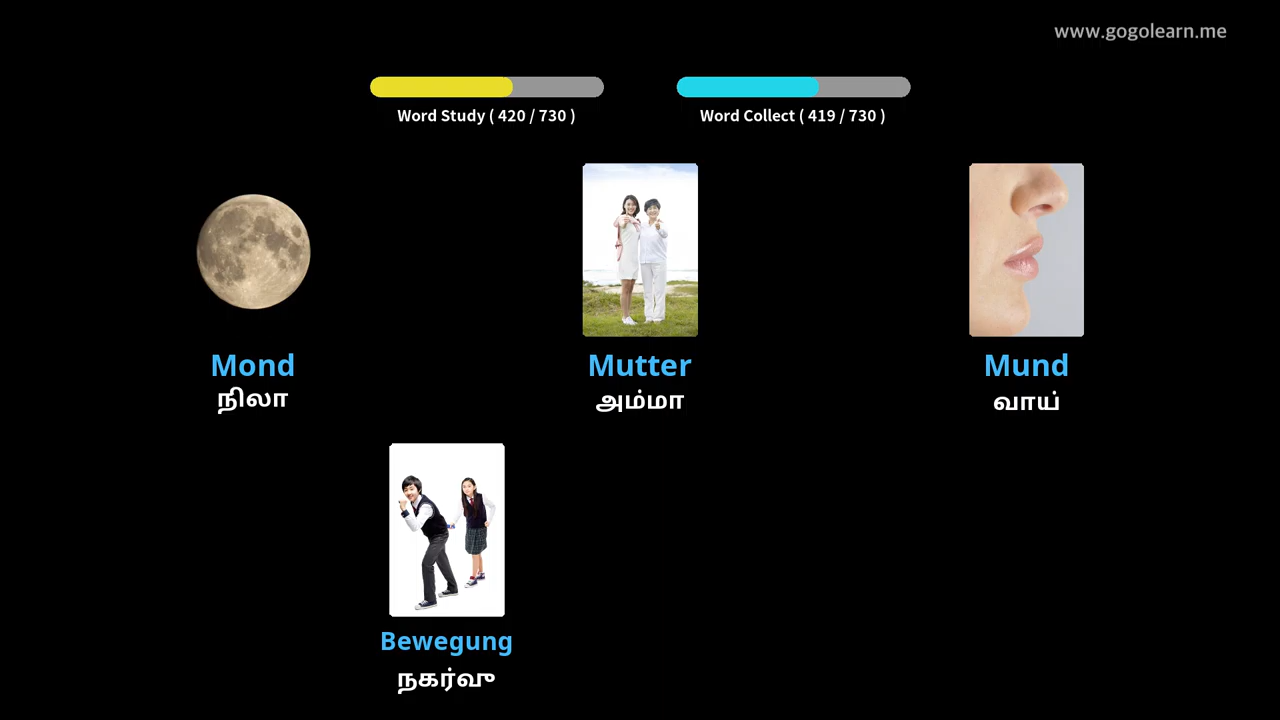 www.gogolearn.me
Word Study ( 420 / 730 )
Word Collect ( 419 / 730 )
Mond
நிலா
Mutter
அம்மா
Mund
வாய்
Bewegung
நகர்வு